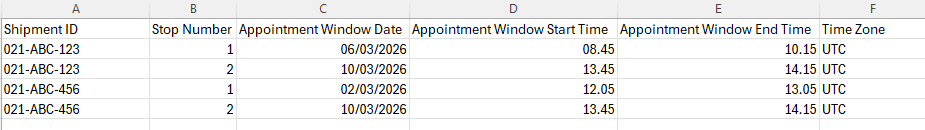 A B C D E F
Shipment ID Stop Number Appointment Window Date Appointment Window Start Time Appointment Window End Time Time Zone
021-ABC-123 1 06/03/2026 08.45 10.15 UTC
021-ABC-123 2 10/03/2026 13.45 14.15 UTC
021-ABC-456 1 02/03/2026 12.05 13.05 UTC
021-ABC-456 2 10/03/2026 13.45 14.15 UTC